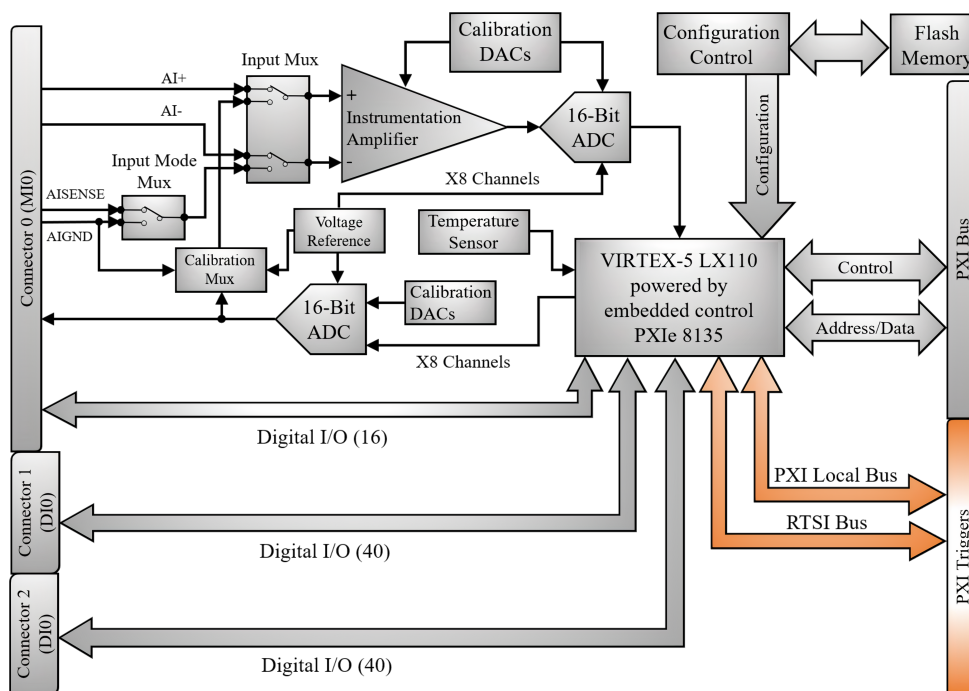 Connector 0 (MI0)
AI+
AI-
AISENSE
AIGND
Input Mode
Mux
Input Mux
Calibration
Mux
+
-
Instrumentation
Amplifier
Calibration
DACs
16-Bit
ADC
X8 Channels
Voltage
Reference
Temperature
Sensor
16-Bit
ADC
Calibration
DACs
X8 Channels
Configuration
Control
Flash
Memory
Configuration
VIRTEX-5 LX110
powered by
embedded control
PXIe 8135
Control
Address/Data
PXI Bus
Digital I/O (16)
Connector 1
(DI0)
Digital I/O (40)
Connector 2
(DI0)
Digital I/O (40)
PXI Local Bus
RTSI Bus
PXI Triggers